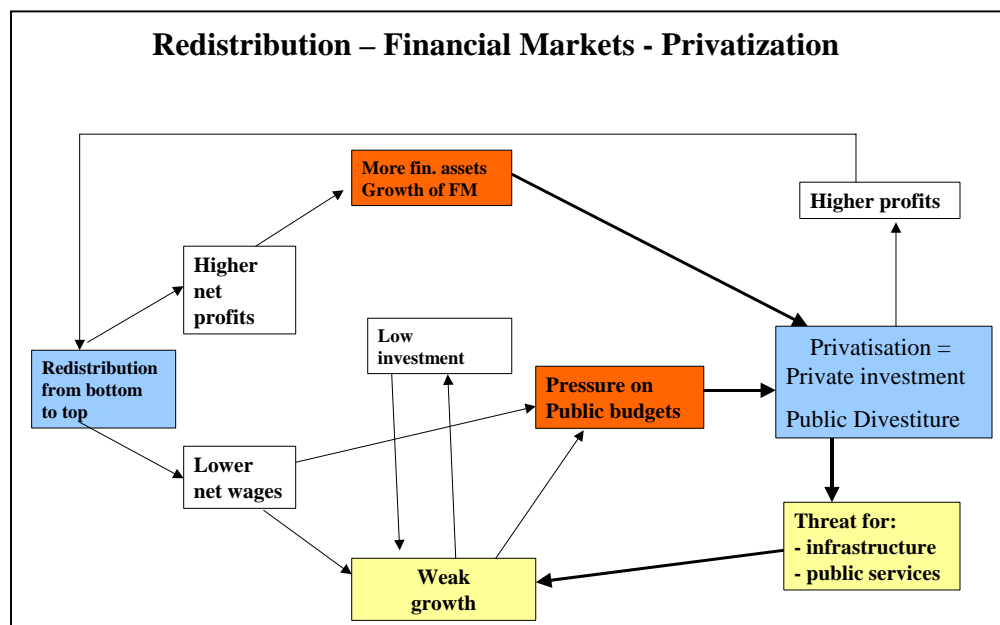 Redistribution – Financial Markets - Privatization
More fin. assets
Growth of FM
Higher profits
Higher
net
profits
Low
investment
Redistribution
from bottom
to top
Pressure on
Public budgets
Privatisation =
Private investment
Public Divestiture
Lower
net wages
Threat for:
- infrastructure
- public services
Weak
growth